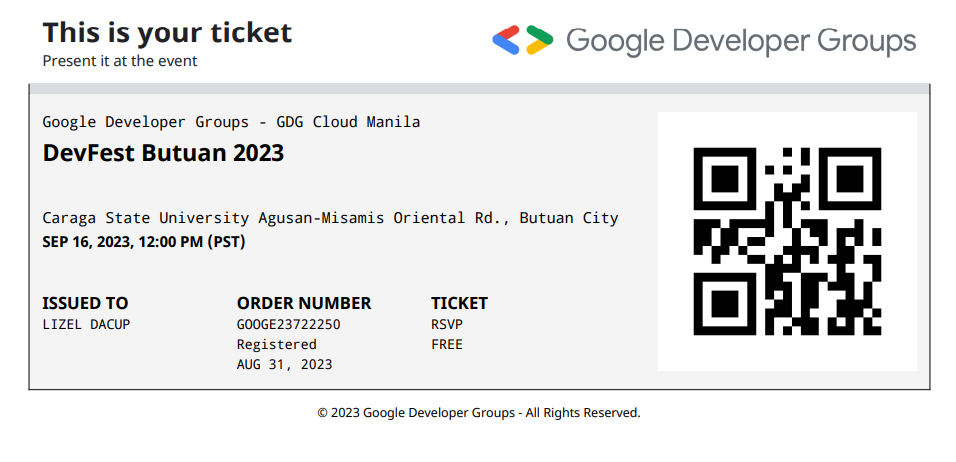 This is your ticket
Present it at the event
Google Developer Groups
Google Developer Groups - GDG Cloud Manila
DevFest Butuan 2023
Caraga State University Agusan-Misamis Oriental Rd., Butuan City
SEP 16, 2023, 12:00 PM (PST)
ISSUED TO
LIZEL DACUP
ORDER NUMBER
GOOGE23722250
Registered
AUG 31, 2023
TICKET
RSVP
FREE
© 2023 Google Developer Groups - All Rights Reserved.